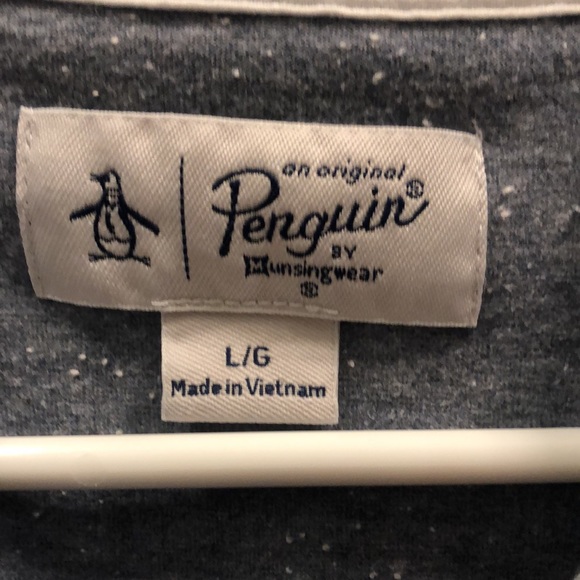 an original
Penguin®
BY
Munsingwear
®
L/G
Made in Vietnam